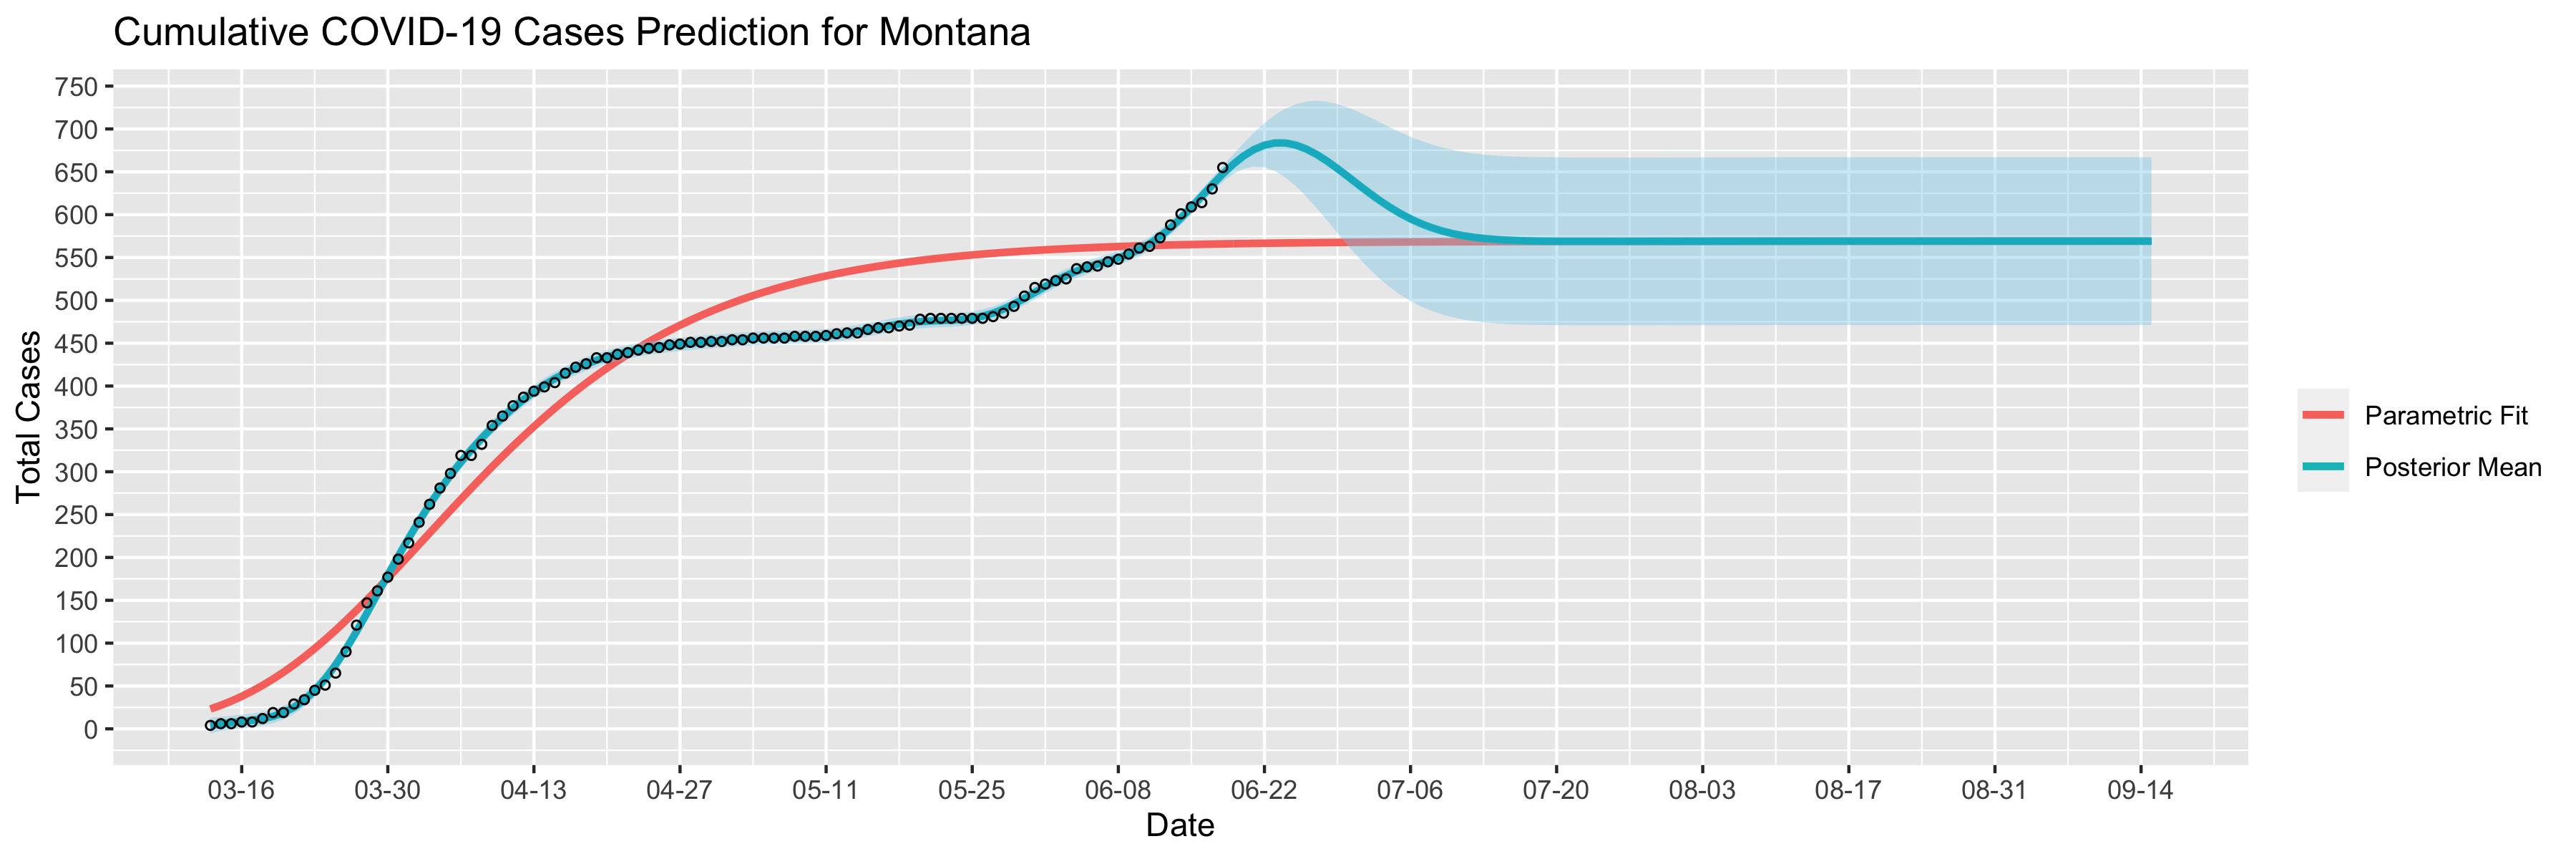 Cumulative COVID-19 Cases Prediction for Montana
750
700
650
600
550
500
450
400
350
300
250
200
150
100
50
0
Total Cases
03-16 03-30 04-13 04-27 05-11 05-25 06-08 06-22 07-06 07-20 08-03 08-17 08-31 09-14
Date
Parametric Fit
Posterior Mean